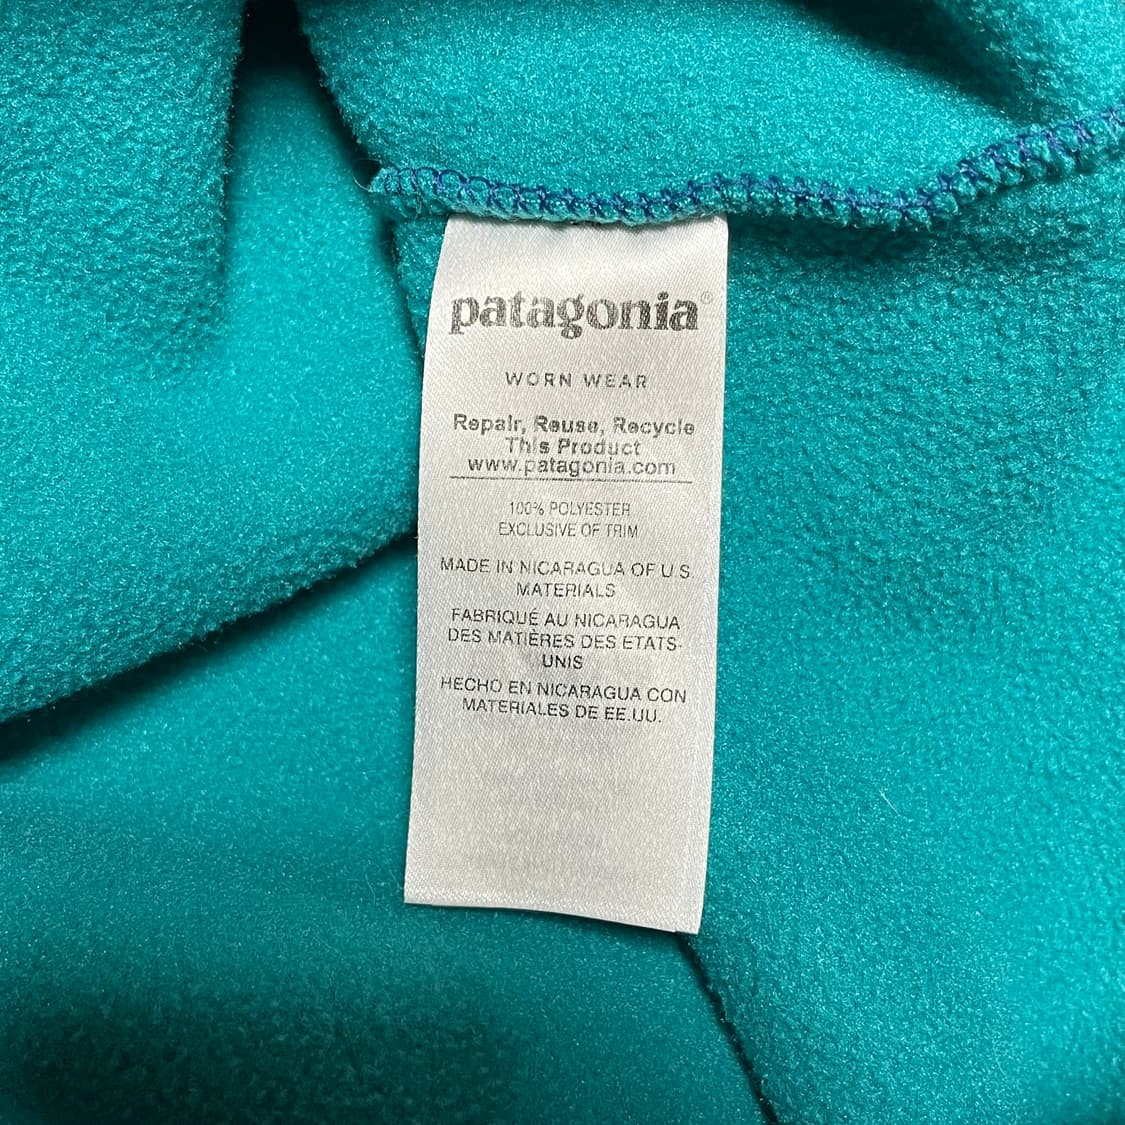 patagonia®
WORN WEAR
Repair, Reuse, Recycle
This Product
www.patagonia.com
100% POLYESTER
EXCLUSIVE OF TRIM
MADE IN NICARAGUA OF U.S.
MATERIALS
FABRIQUÉ AU NICARAGUA
DES MATIÈRES DES ETATS-
UNIS
HECHO EN NICARAGUA CON
MATERIALES DE EE.UU.